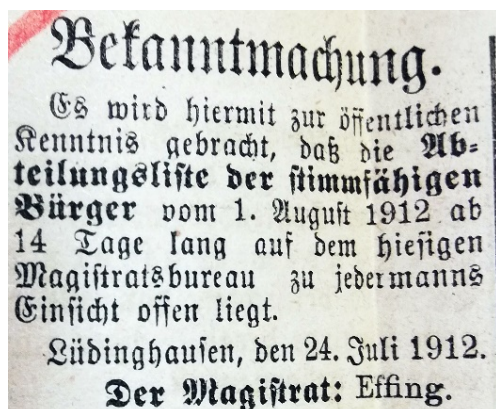 Bekanntmachung.
Es wird hiermit zur öffentlichen
Kenntnis gebracht, daß die Ab-
teilungsliste der stimmfähigen
Bürger vom 1. August 1912 ab
14 Tage lang auf dem hiesigen
Magistratsbureau zu jedermanns
Einsicht offen liegt.
Lüdinghausen, den 24. Juli 1912.
Der Magistrat: Effing.